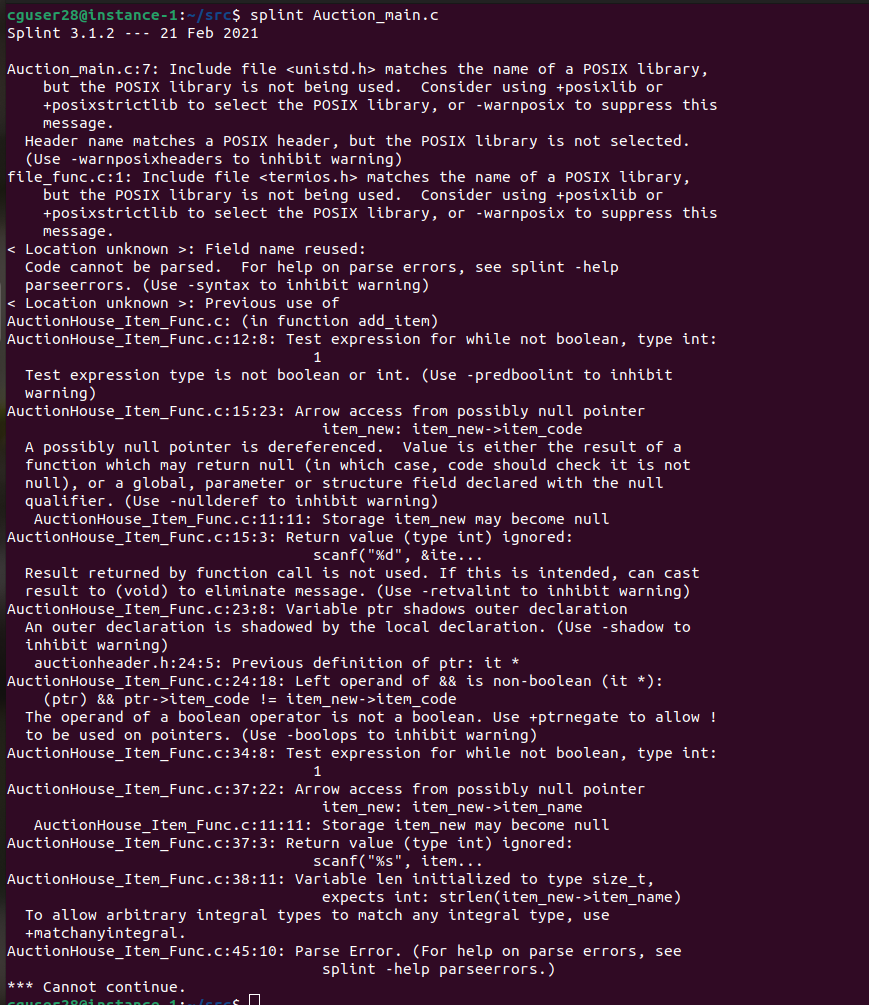 cguser28@instance-1:~/src$ splint Auction_main.c
Splint 3.1.2 --- 21 Feb 2021

Auction_main.c:7: Include file <unistd.h> matches the name of a POSIX library,
    but the POSIX library is not being used.  Consider using +posixlib or
    +posixstrictlib to select the POSIX library, or -warnposix to suppress this
    message.
  Header name matches a POSIX header, but the POSIX library is not selected.
  (Use -warnposixheaders to inhibit warning)
file_func.c:1: Include file <termios.h> matches the name of a POSIX library,
    but the POSIX library is not being used.  Consider using +posixlib or
    +posixstrictlib to select the POSIX library, or -warnposix to suppress this
    message.
< Location unknown >: Field name reused:
  Code cannot be parsed.  For help on parse errors, see splint -help
  parseerrors. (Use -syntax to inhibit warning)
< Location unknown >: Previous use of
AuctionHouse_Item_Func.c: (in function add_item)
AuctionHouse_Item_Func.c:12:8: Test expression for while not boolean, type int:
                                  1
  Test expression type is not boolean or int. (Use -predboolint to inhibit
  warning)
AuctionHouse_Item_Func.c:15:23: Arrow access from possibly null pointer
                                   item_new: item_new->item_code
  A possibly null pointer is dereferenced.  Value is either the result of a
  function which may return null (in which case, code should check it is not
  null), or a global, parameter or structure field declared with the null
  qualifier. (Use -nullderef to inhibit warning)
   AuctionHouse_Item_Func.c:11:11: Storage item_new may become null
AuctionHouse_Item_Func.c:15:3: Return value (type int) ignored:
                                  scanf("%d", &ite...
  Result returned by function call is not used. If this is intended, can cast
  result to (void) to eliminate message. (Use -retvalint to inhibit warning)
AuctionHouse_Item_Func.c:23:8: Variable ptr shadows outer declaration
  An outer declaration is shadowed by the local declaration. (Use -shadow to
  inhibit warning)
   auctionheader.h:24:5: Previous definition of ptr: it *
AuctionHouse_Item_Func.c:24:18: Left operand of && is non-boolean (it *):
    (ptr) && ptr->item_code != item_new->item_code
  The operand of a boolean operator is not a boolean. Use +ptrnegate to allow !
  to be used on pointers. (Use -boolops to inhibit warning)
AuctionHouse_Item_Func.c:34:8: Test expression for while not boolean, type int:
                                  1
AuctionHouse_Item_Func.c:37:22: Arrow access from possibly null pointer
                                   item_new: item_new->item_name
   AuctionHouse_Item_Func.c:11:11: Storage item_new may become null
AuctionHouse_Item_Func.c:37:3: Return value (type int) ignored:
                                  scanf("%s", item...
AuctionHouse_Item_Func.c:38:11: Variable len initialized to type size_t,
                                   expects int: strlen(item_new->item_name)
  To allow arbitrary integral types to match any integral type, use
  +matchanyintegral.
AuctionHouse_Item_Func.c:45:10: Parse Error. (For help on parse errors, see
                                   splint -help parseerrors.)
*** Cannot continue.
cguser28@instance-1:~/src$